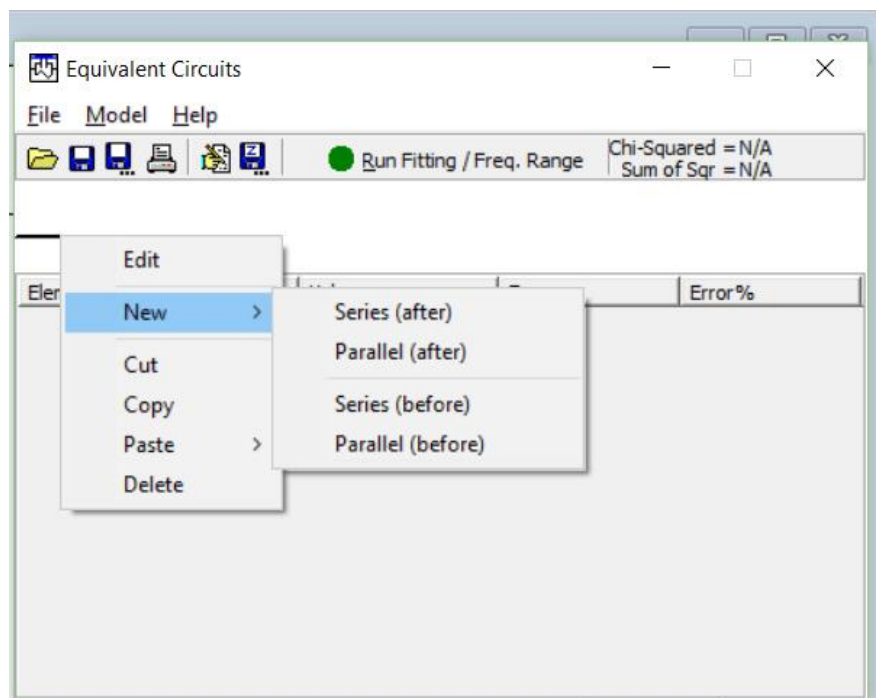 Equivalent Circuits
File Model Help
Run Fitting / Freq. Range
Chi-Squared = N/A
Sum of Sqr = N/A
Edit
Error%
New >
Series (after)
Parallel (after)
Cut
Series (before)
Copy
Paste >
Parallel (before)
Delete